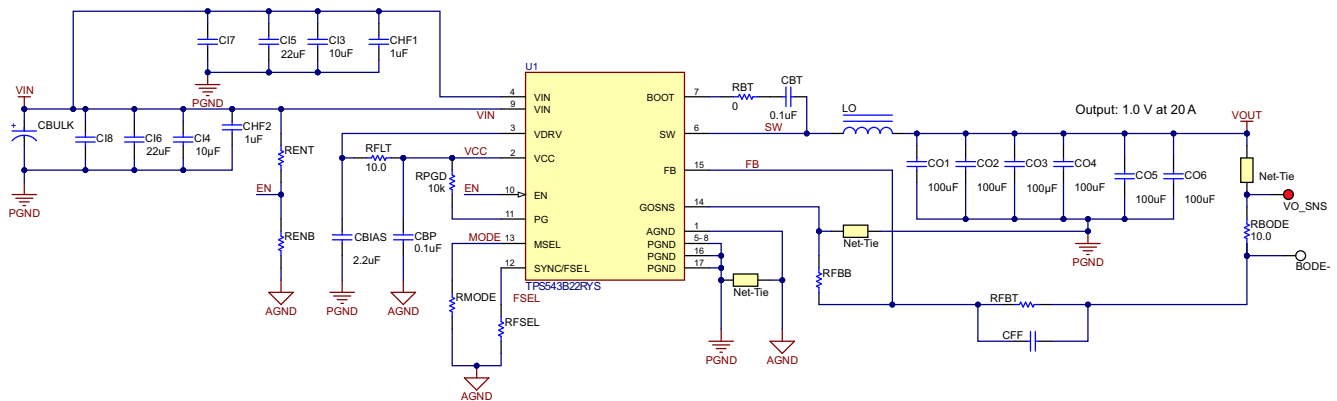 CI7
CI5
22uF
CI3
10uF
CHF1
1uF
PGND
VIN
+
CBULK
CI8
CI6
22uF
CI4
10µF
CHF2
1uF
PGND
RENT
EN
RENB
AGND
VIN
RFLT
10.0
VCC
RPGD
10k
EN
CBIAS
2.2uF
CBP
0.1uF
PGND
AGND
MODE
RMODE
FSEL
RFSEL
AGND
U1
4 VIN
9 VIN
3 VDRV
2 VCC
10 EN
11 PG
13 MSEL
12 SYNC/FSEL
BOOT 7
SW 6
FB 15
GOSNS 14
AGND 1
PGND 5-8
PGND 16
PGND 17
TPS543B22RYS
RBT
0
CBT
0.1uF
SW
LO
FB
Output: 1.0 V at 20 A
VOUT
CO1
100uF
CO2
100uF
CO3
100µF
CO4
100uF
CO5
100uF
CO6
100uF
PGND
Net-Tie
VO_SNS
RBODE
10.0
BODE-
Net-Tie
RFBB
Net-Tie
PGND
AGND
RFBT
CFF